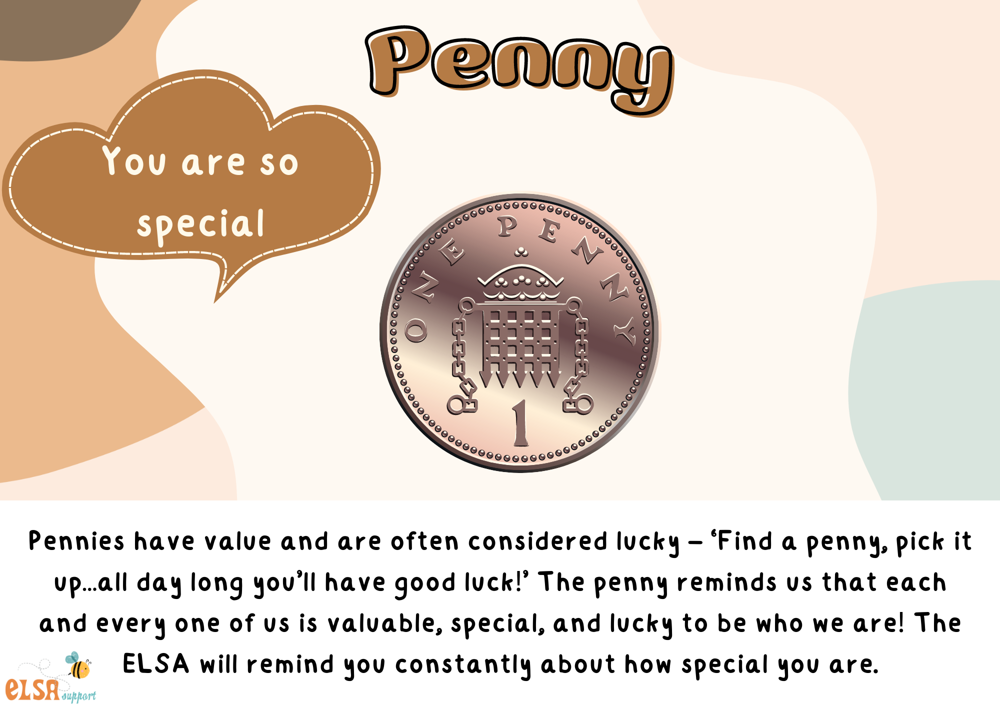 Penny
You are so
special
ONE PENNY
1
Pennies have value and are often considered lucky – ‘Find a penny, pick it
up...all day long you’ll have good luck!’ The penny reminds us that each
and every one of us is valuable, special, and lucky to be who we are! The
ELSA will remind you constantly about how special you are.
eLSA support